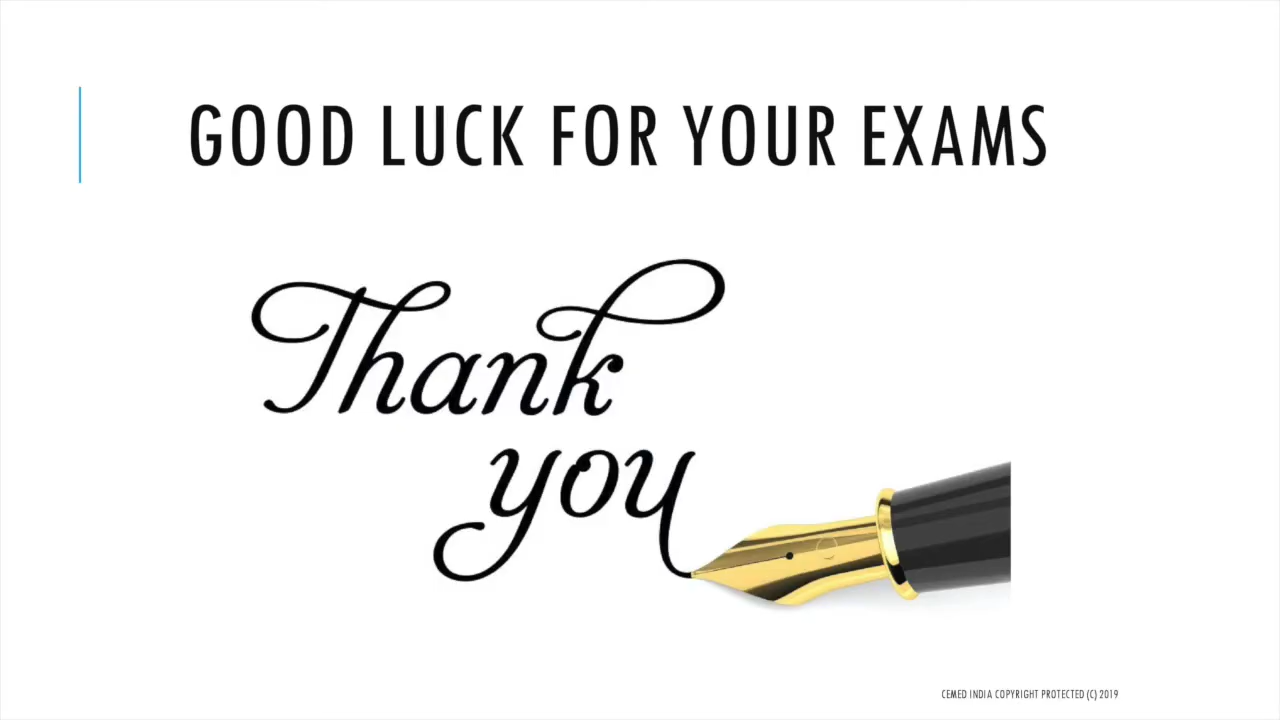 GOOD LUCK FOR YOUR EXAMS
Thank
you
CEMED INDIA COPYRIGHT PROTECTED (C) 2019